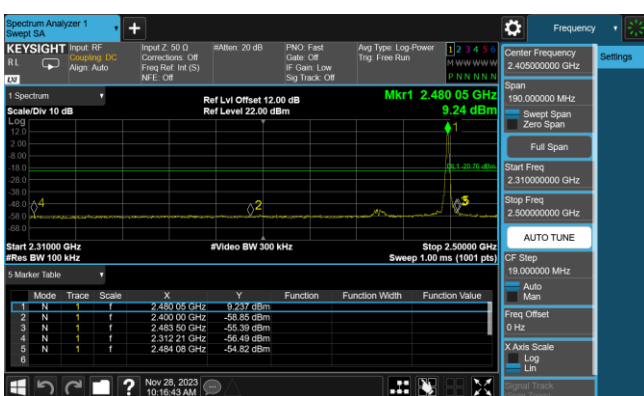 Spectrum Analyzer 1
Swept SA
Frequency
KEYSIGHT
RL
Input: RF
Coupling: DC
Align: Auto
Input Z: 50 Ω
Corrections: Off
Freq Ref: Int (S)
NFE: Off
#Atten: 20 dB
PNO: Fast
Gate: Off
IF Gain: Low
Sig Track: Off
Avg Type: Log-Power
Trig: Free Run
1 2 3 4 5 6
M W W W W W
P N N N N N
Settings
Center Frequency
2.405000000 GHz
Span
190.000000 MHz
Swept Span
Zero Span
Full Span
Start Freq
2.310000000 GHz
Stop Freq
2.500000000 GHz
AUTO TUNE
CF Step
19.000000 MHz
Auto
Man
Freq Offset
0 Hz
X Axis Scale
Log
Lin
Signal Track
1 Spectrum
Scale/Div 10 dB
Ref Lvl Offset 12.00 dB
Ref Level 22.00 dBm
Mkr1 2.480 05 GHz
9.24 dBm
Log
12.0
2.00
-8.00
-18.0
-28.0
-38.0
-48.0
-58.0
-68.0
1
DL1 -20.76 dBm
4
2
Start 2.31000 GHz
#Res BW 100 kHz
#Video BW 300 kHz
Stop 2.50000 GHz
Sweep 1.00 ms (1001 pts)
5 Marker Table
Mode Trace Scale X Y Function Function Width Function Value
1 N 1 f 2.480 05 GHz 9.237 dBm
2 N 1 f 2.400 00 GHz -58.85 dBm
3 N 1 f 2.483 50 GHz -55.39 dBm
4 N 1 f 2.312 21 GHz -56.49 dBm
5 N 1 f 2.484 08 GHz -54.82 dBm
6
?
Nov 28, 2023
10:16:43 AM